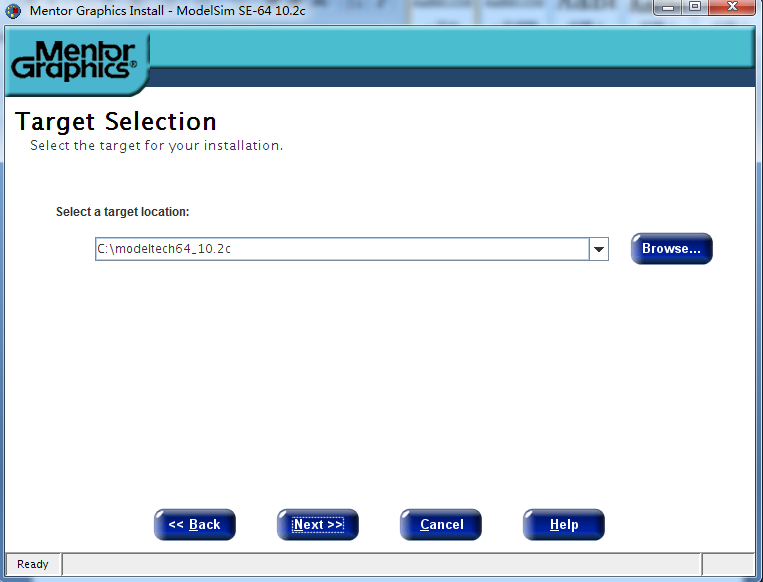 Mentor Graphics Install - ModelSim SE-64 10.2c
Mentor
Graphics®
Target Selection
Select the target for your installation.
Select a target location:
C:\modeltech64_10.2c
Browse...
<< Back
Next >>
Cancel
Help
Ready